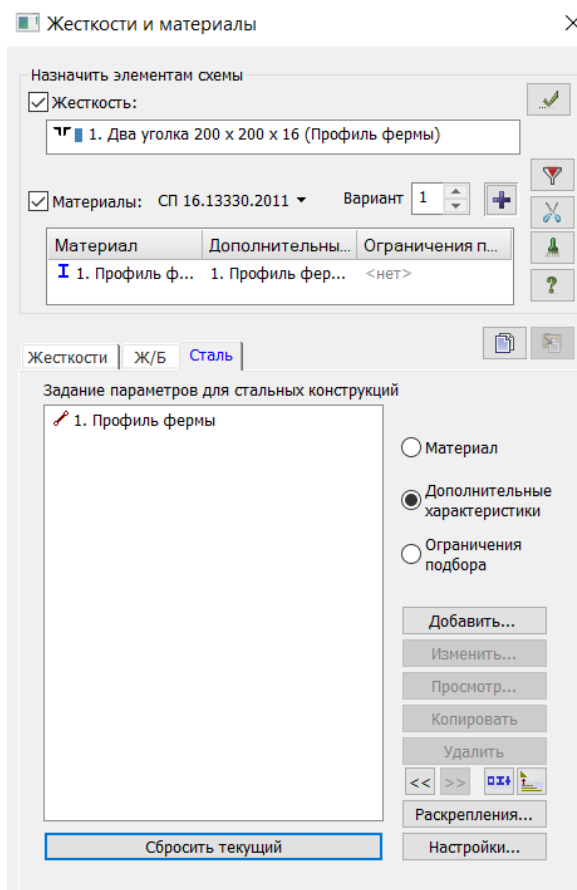 Жесткости и материалы
Назначить элементам схемы
Жесткость:
1. Два уголка 200 x 200 x 16 (Профиль фермы)
Материалы: СП 16.13330.2011 Вариант 1
Материал Дополнительны... Ограничения п...
1. Профиль ф... 1. Профиль фер... <нет>
Жесткости Ж/Б Сталь
Задание параметров для стальных конструкций
1. Профиль фермы
Материал
Дополнительные
характеристики
Ограничения
подбора
Добавить...
Изменить...
Просмотр...
Копировать
Удалить
<< >>
Раскрепления...
Сбросить текущий Настройки...